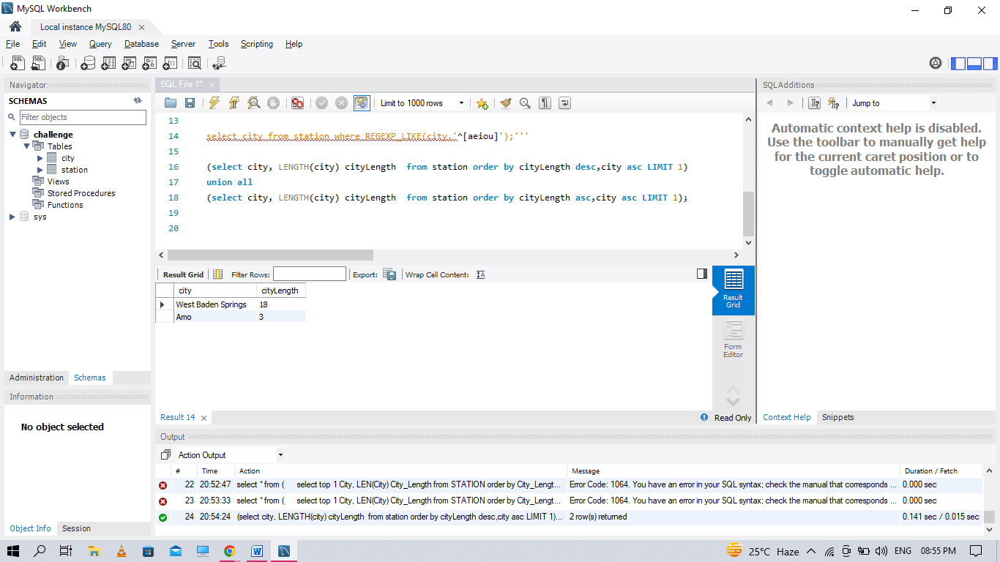 MySQL Workbench
Local instance MySQL80
File Edit View Query Database Server Tools Scripting Help
Navigator
SCHEMAS
Filter objects
challenge
Tables
city
station
Views
Stored Procedures
Functions
sys
Administration Schemas
Information
No object selected
Object Info Session
SQL File 1*
Limit to 1000 rows
13
14 select city from station where REGEXP_LIKE(city,'^[aeiou]');'''
15
16 (select city, LENGTH(city) cityLength  from station order by cityLength desc,city asc LIMIT 1)
17 union all
18 (select city, LENGTH(city) cityLength  from station order by cityLength asc,city asc LIMIT 1);
19
20
Result Grid Filter Rows: Export: Wrap Cell Content:
city cityLength
West Baden Springs 18
Amo 3
Result Grid
Form Editor
Result 14 Read Only
SQLAdditions
Jump to
Automatic context help is disabled.
Use the toolbar to manually get help
for the current caret position or to
toggle automatic help.
Context Help Snippets
Output
Action Output
# Time Action Message Duration / Fetch
22 20:52:47 select * from ( select top 1 City, LEN(City) City_Length from STATION order by City_Lengt... Error Code: 1064. You have an error in your SQL syntax; check the manual that corresponds ... 0.000 sec
23 20:53:33 select * from ( select top 1 City, LEN(City) City_Length from STATION order by City_Lengt... Error Code: 1064. You have an error in your SQL syntax; check the manual that corresponds ... 0.000 sec
24 20:54:24 (select city, LENGTH(city) cityLength from station order by cityLength desc,city asc LIMIT 1)... 2 row(s) returned 0.141 sec / 0.015 sec
25°C Haze ENG 08:55 PM